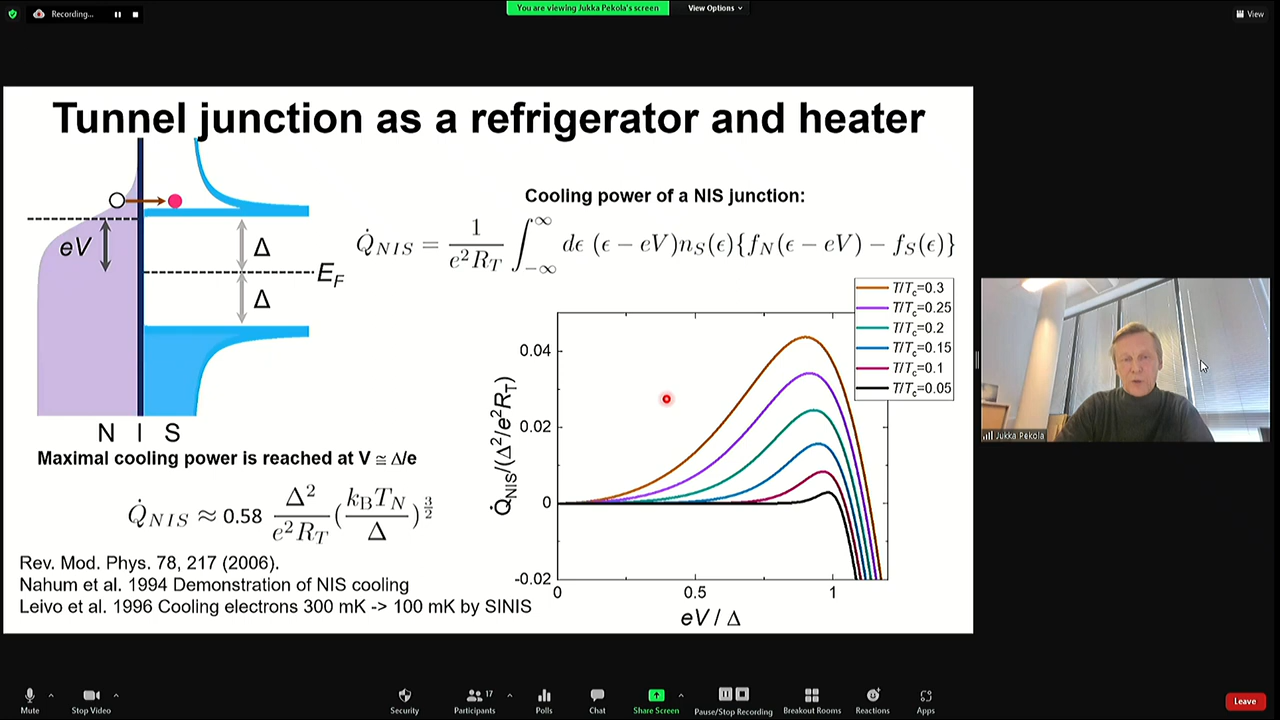 Recording...
You are viewing Jukka Pekola's screen
View Options
View
Tunnel junction as a refrigerator and heater
eV
Δ
Δ
E_F
N I S
Cooling power of a NIS junction:
Q̇_NIS = 1/(e²R_T) ∫_{-∞}^{∞} dϵ (ϵ − eV)n_S(ϵ){f_N(ϵ − eV) − f_S(ϵ)}
Maximal cooling power is reached at V ≅ Δ/e
Q̇_NIS ≈ 0.58 Δ²/(e²R_T) (k_BT_N/Δ)^{3/2}
Rev. Mod. Phys. 78, 217 (2006).
Nahum et al. 1994 Demonstration of NIS cooling
Leivo et al. 1996 Cooling electrons 300 mK -> 100 mK by SINIS
T/T_c=0.3
T/T_c=0.25
T/T_c=0.2
T/T_c=0.15
T/T_c=0.1
T/T_c=0.05
Q̇_NIS/(Δ²/e²R_T)
0.04
0.02
0
-0.02
0 0.5 1
eV / Δ
Jukka Pekola
Mute
Stop Video
Security
Participants 17
Polls
Chat
Share Screen
Pause/Stop Recording
Breakout Rooms
Reactions
Apps
Leave